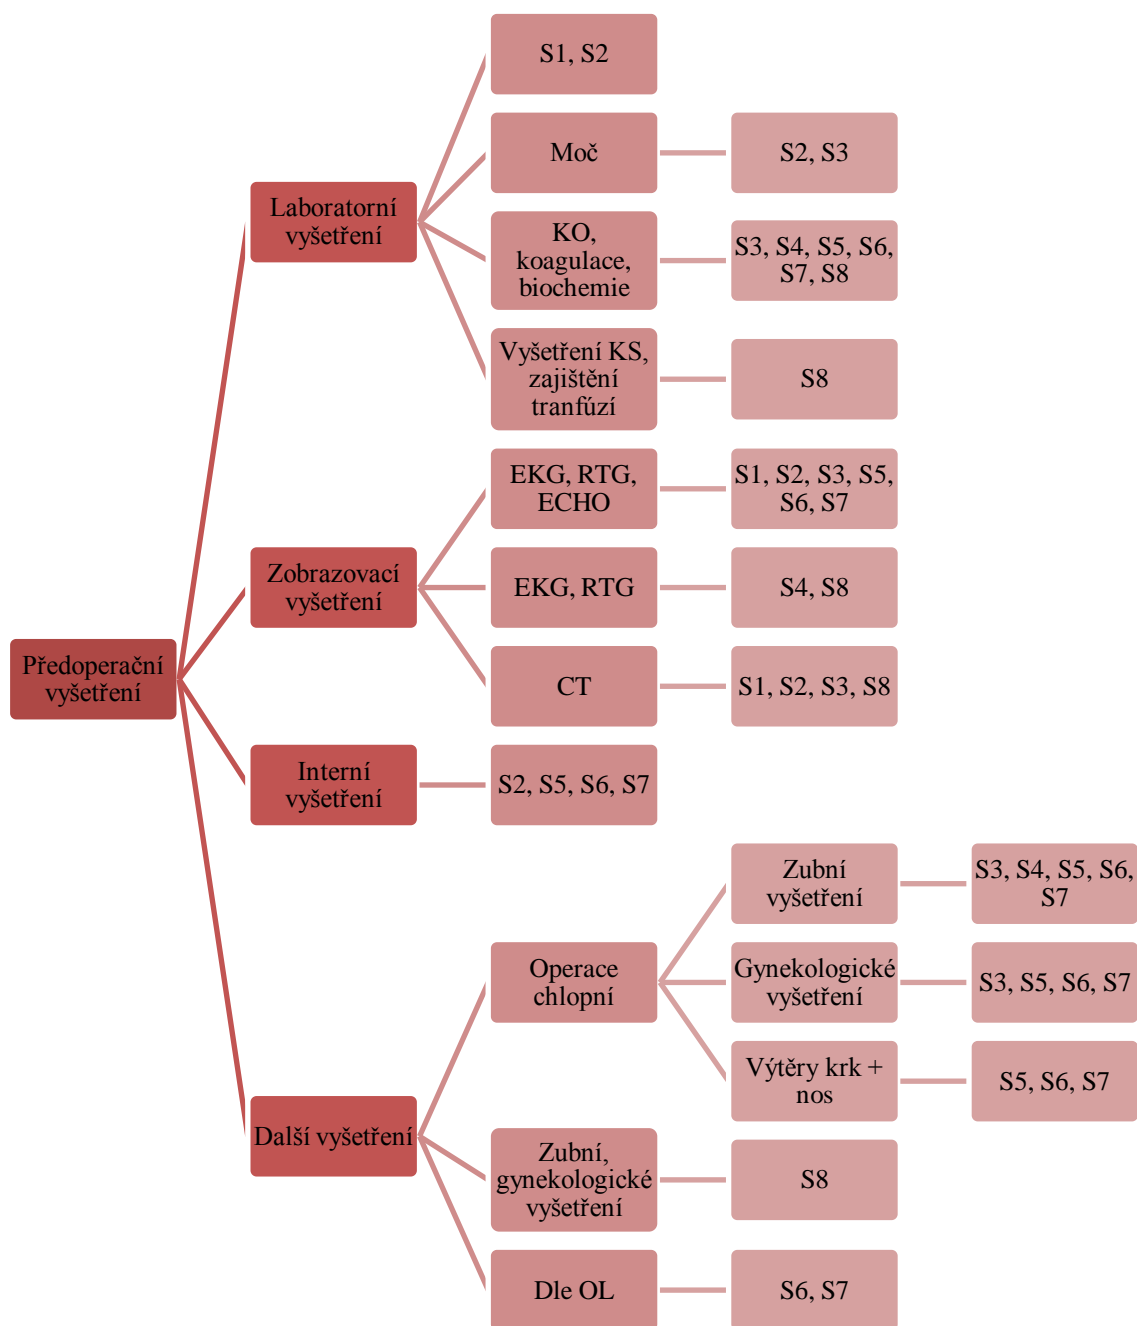 S1, S2
Moč
S2, S3
Laboratorní
vyšetření
KO,
koagulace,
biochemie
S3, S4, S5, S6,
S7, S8
Vyšetření KS,
zajištění
tranfúzí
S8
EKG, RTG,
ECHO
S1, S2, S3, S5,
S6, S7
Zobrazovací
vyšetření
EKG, RTG
S4, S8
Předoperační
vyšetření
CT
S1, S2, S3, S8
Interní
vyšetření
S2, S5, S6, S7
Zubní
vyšetření
S3, S4, S5, S6,
S7
Operace
chlopní
Gynekologické
vyšetření
S3, S5, S6, S7
Výtěry krk +
nos
S5, S6, S7
Další vyšetření
Zubní,
gynekologické
vyšetření
S8
Dle OL
S6, S7